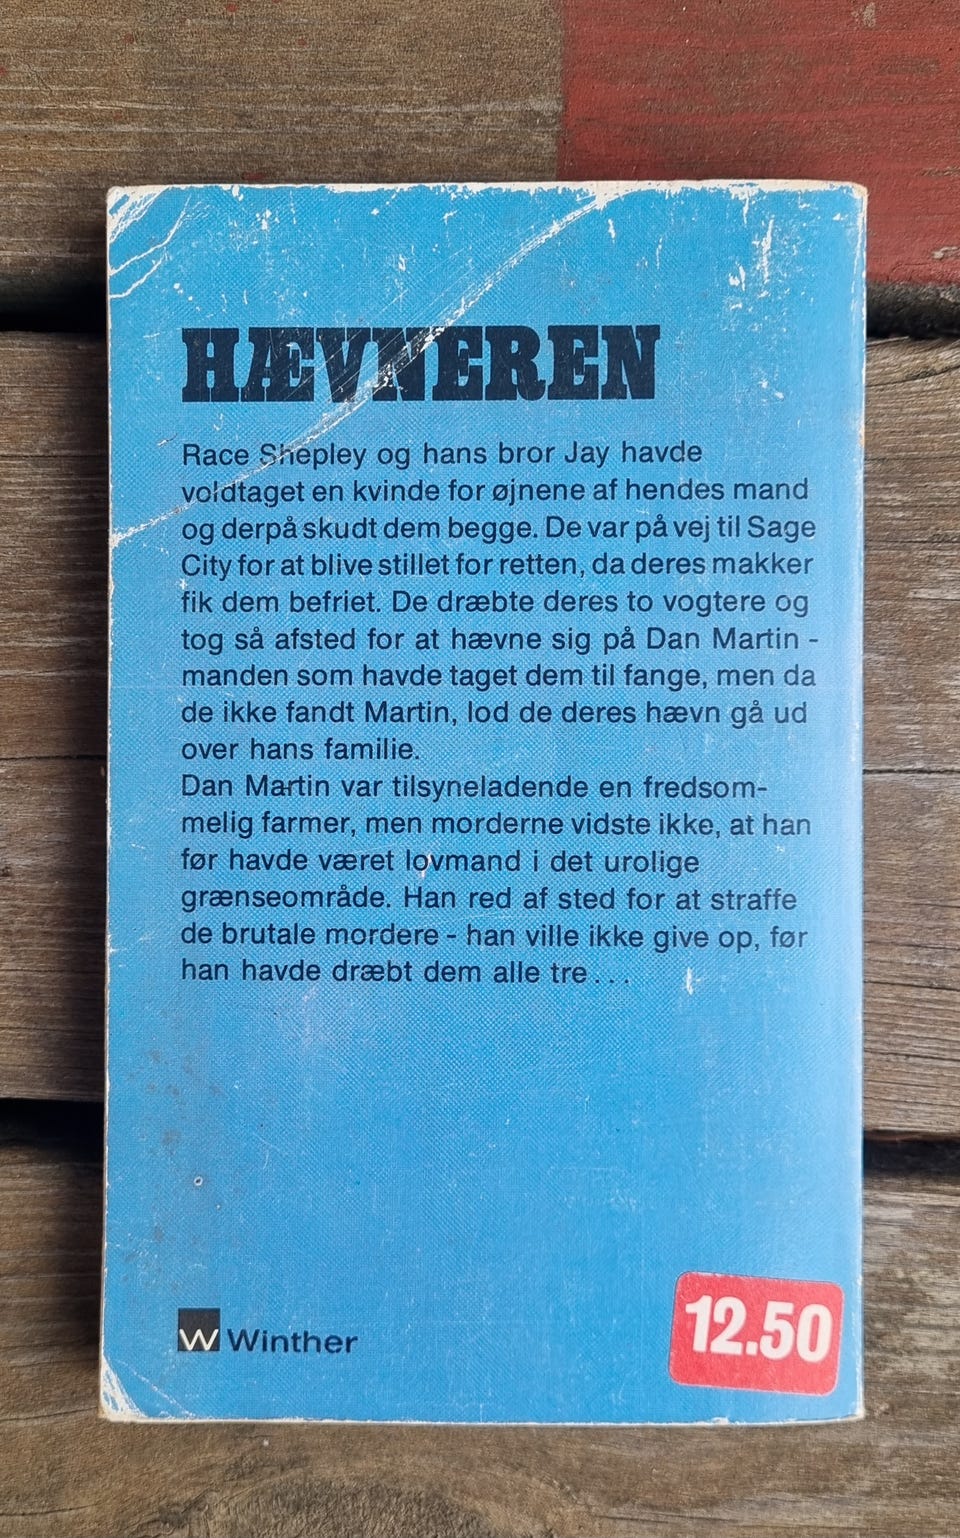 HÆVNEREN
Race Shepley og hans bror Jay havde
voldtaget en kvinde for øjnene af hendes mand
og derpå skudt dem begge. De var på vej til Sage
City for at blive stillet for retten, da deres makker
fik dem befriet. De dræbte deres to vogtere og
tog så afsted for at hævne sig på Dan Martin -
manden som havde taget dem til fange, men da
de ikke fandt Martin, lod de deres hævn gå ud
over hans familie.
Dan Martin var tilsyneladende en fredsom-
melig farmer, men morderne vidste ikke, at han
før havde været lovmand i det urolige
grænseområde. Han red af sted for at straffe
de brutale mordere - han ville ikke give op, før
han havde dræbt dem alle tre...
W Winther
12.50